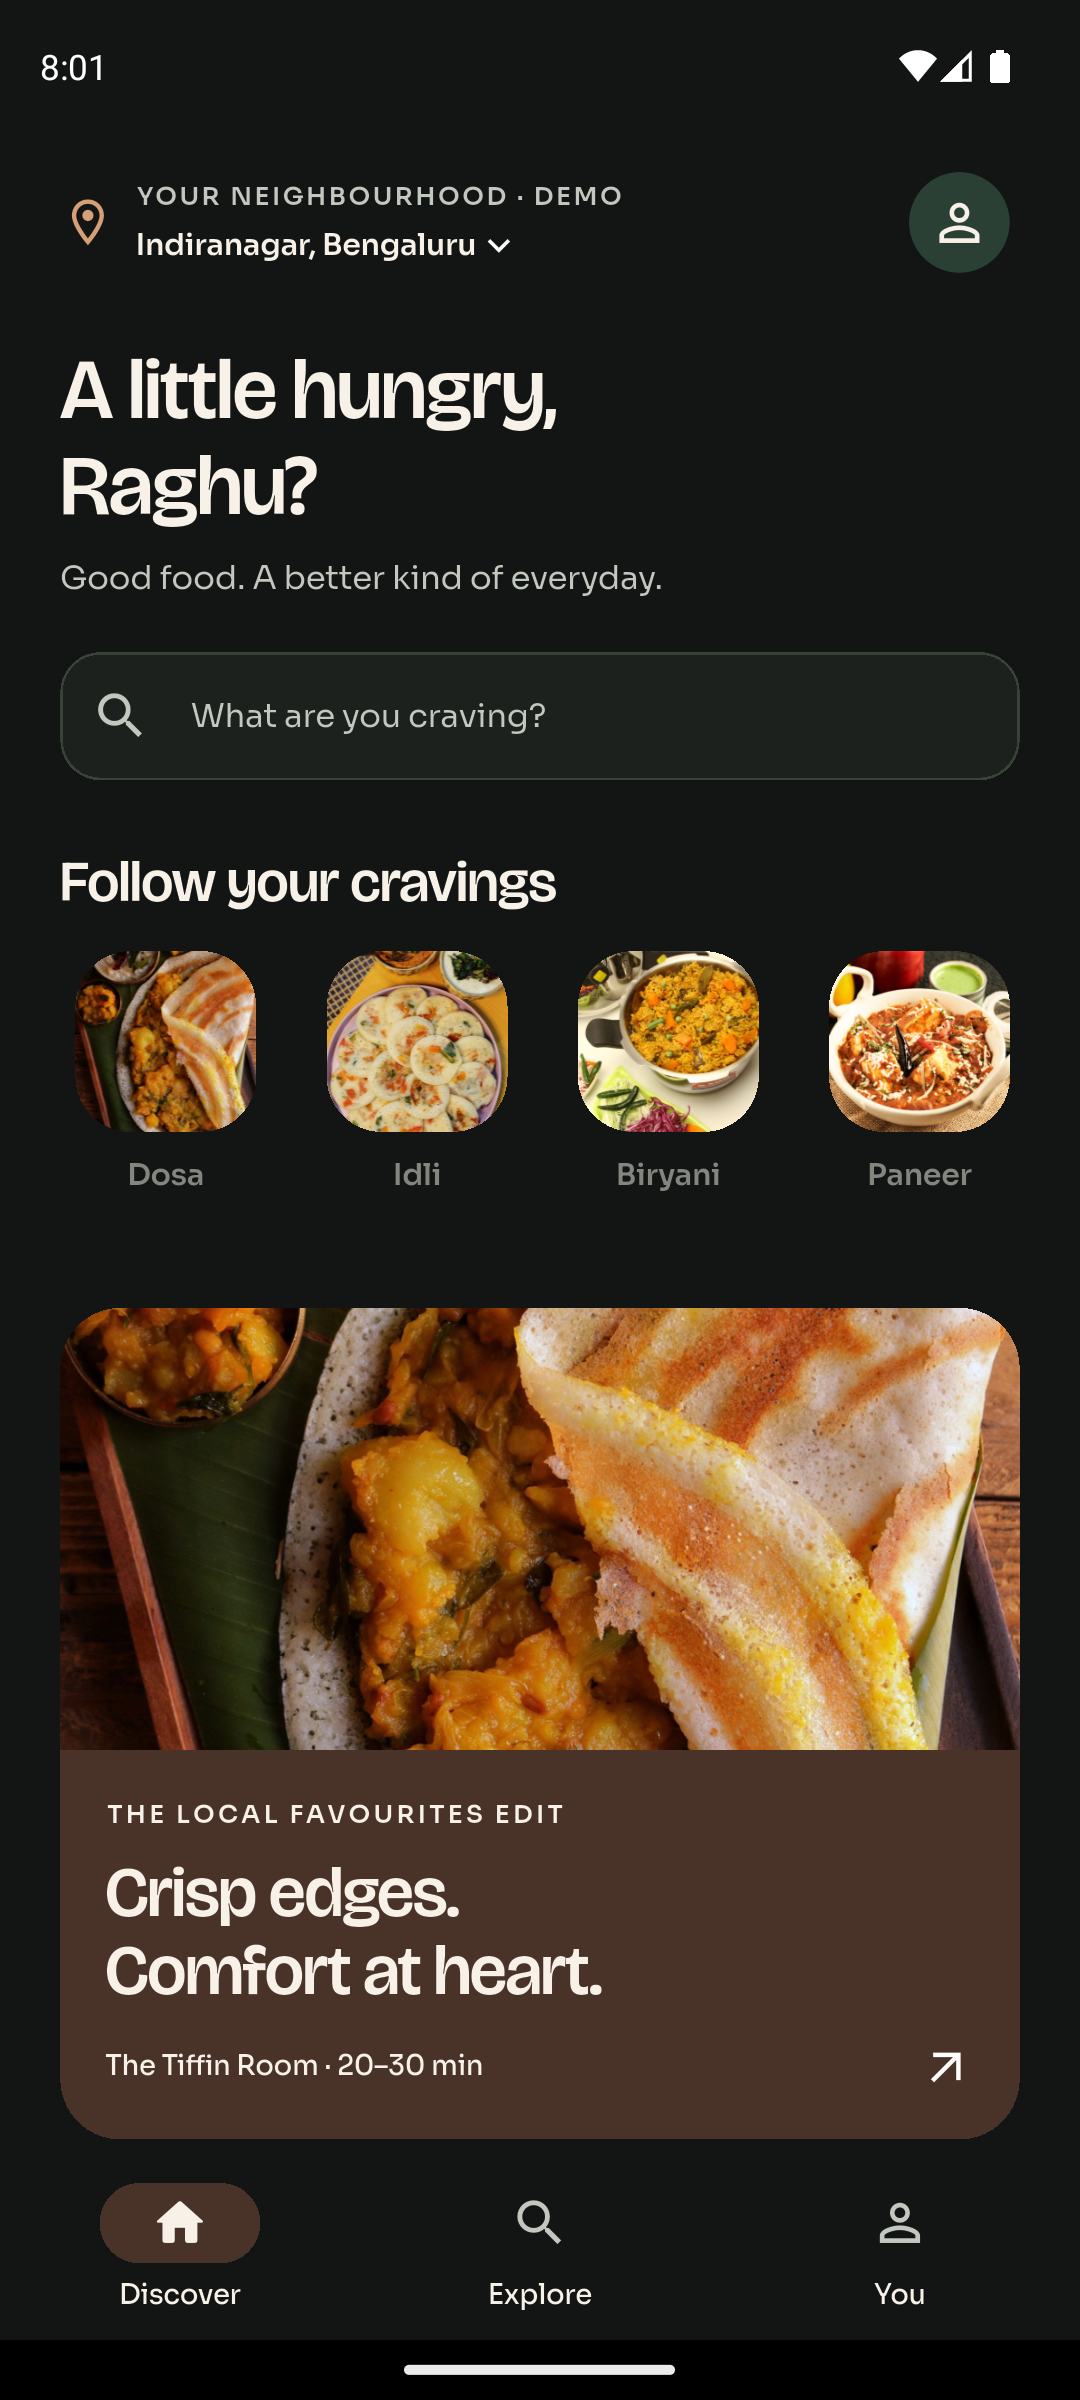 8:01
YOUR NEIGHBOURHOOD · DEMO
Indiranagar, Bengaluru
A little hungry,
Raghu?
Good food. A better kind of everyday.
What are you craving?
Follow your cravings
Dosa
Idli
Biryani
Paneer
THE LOCAL FAVOURITES EDIT
Crisp edges.
Comfort at heart.
The Tiffin Room · 20–30 min
Discover
Explore
You